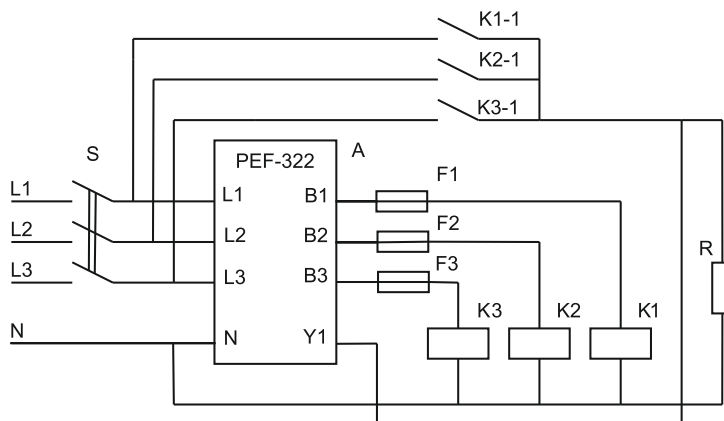 K1-1
K2-1
K3-1
S
PEF-322
A
L1
L1
B1
F1
L2
L2
B2
F2
L3
L3
B3
F3
R
N
N
Y1
K3
K2
K1